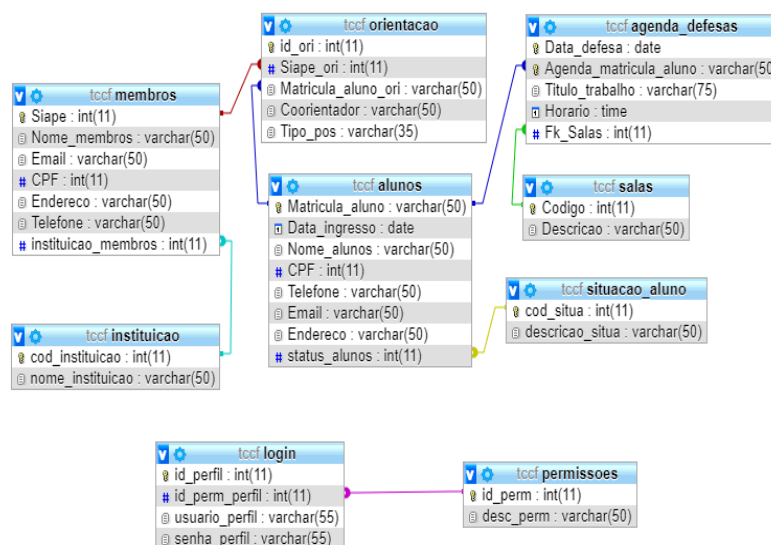 tccf orientacao
id_ori : int(11)
Siape_ori : int(11)
Matricula_aluno_ori : varchar(50)
Coorientador : varchar(50)
Tipo_pos : varchar(35)
tccf agenda_defesas
Data_defesa : date
Agenda_matricula_aluno : varchar(50
Titulo_trabalho : varchar(75)
Horario : time
Fk_Salas : int(11)
tccf membros
Siape : int(11)
Nome_membros : varchar(50)
Email : varchar(50)
CPF : int(11)
Endereco : varchar(50)
Telefone : varchar(50)
instituicao_membros : int(11)
tccf alunos
Matricula_aluno : varchar(50)
Data_ingresso : date
Nome_alunos : varchar(50)
CPF : int(11)
Telefone : varchar(50)
Email : varchar(50)
Endereco : varchar(50)
status_alunos : int(11)
tccf salas
Codigo : int(11)
Descricao : varchar(50)
tccf situacao_aluno
cod_situa : int(11)
descricao_situa : varchar(50)
tccf instituicao
cod_instituicao : int(11)
nome_instituicao : varchar(50)
tccf login
id_perfil : int(11)
id_perm_perfil : int(11)
usuario_perfil : varchar(55)
senha_perfil : varchar(55)
tccf permissoes
id_perm : int(11)
desc_perm : varchar(50)